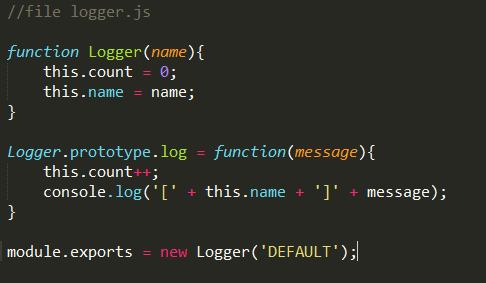 //file logger.js
function Logger(name){
    this.count = 0;
    this.name = name;
}
Logger.prototype.log = function(message){
    this.count++;
    console.log('[' + this.name + ']' + message);
}
module.exports = new Logger('DEFAULT');